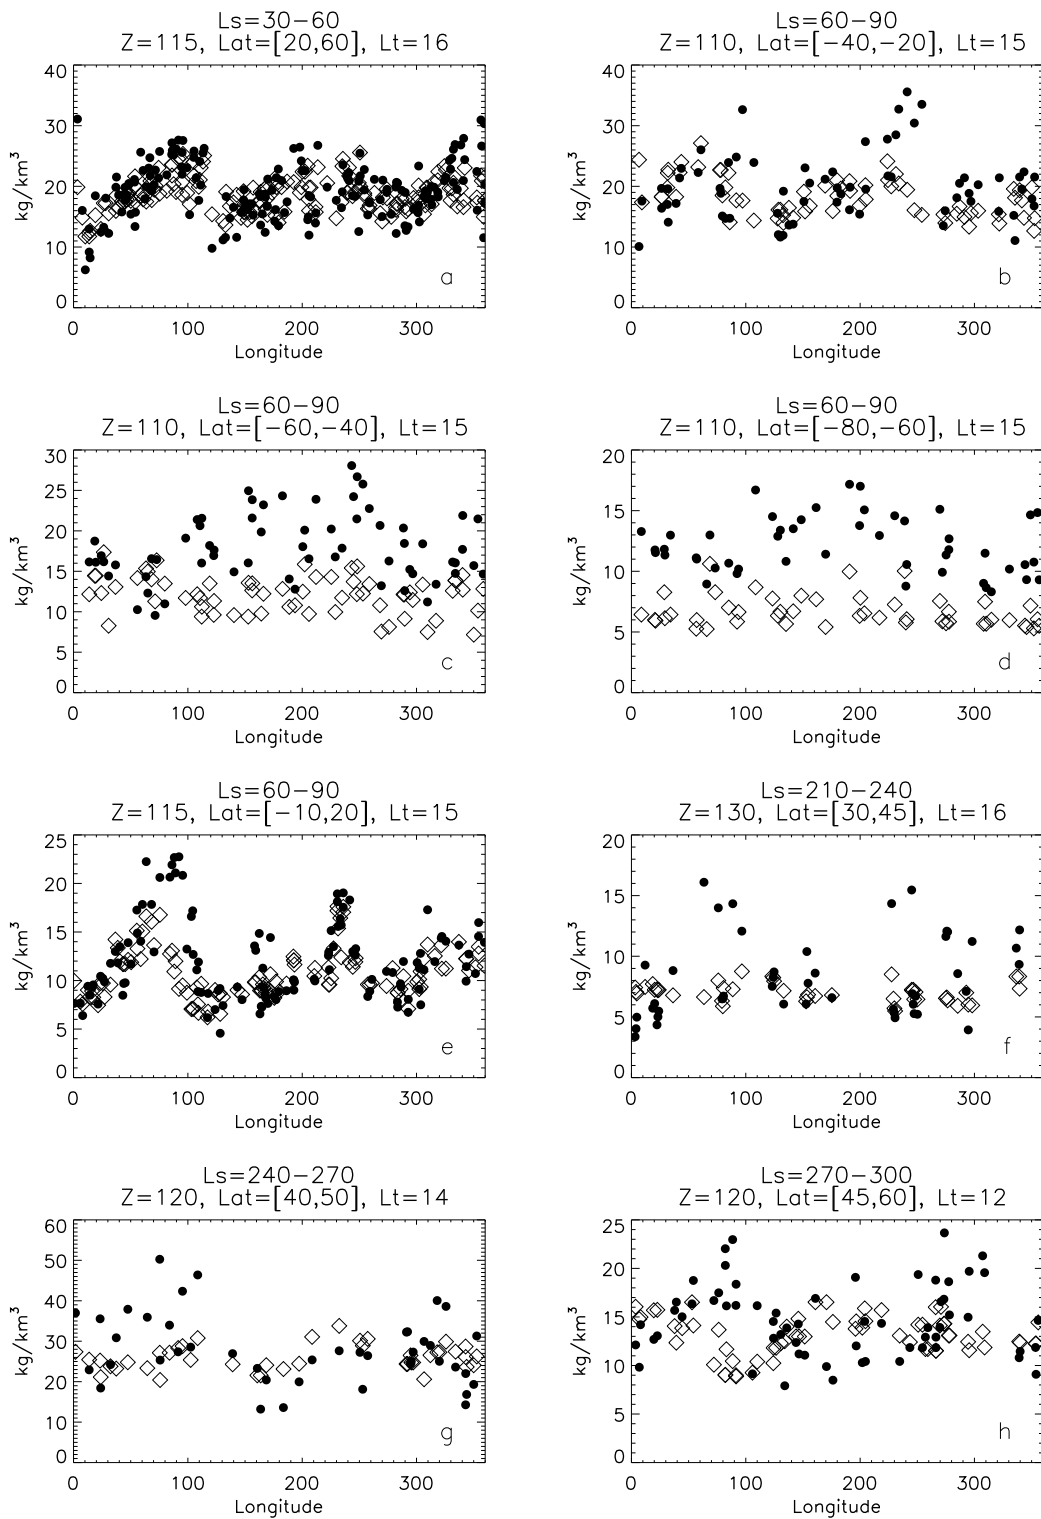 Ls=30−60
Z=115, Lat=[20,60], Lt=16
40
30
20
10
0
kg/km³
0 100 200 300
Longitude
a
Ls=60−90
Z=110, Lat=[−40,−20], Lt=15
40
30
20
10
0
kg/km³
0 100 200 300
Longitude
b
Ls=60−90
Z=110, Lat=[−60,−40], Lt=15
30
25
20
15
10
5
0
kg/km³
0 100 200 300
Longitude
c
Ls=60−90
Z=110, Lat=[−80,−60], Lt=15
20
15
10
5
0
kg/km³
0 100 200 300
Longitude
d
Ls=60−90
Z=115, Lat=[−10,20], Lt=15
25
20
15
10
5
0
kg/km³
0 100 200 300
Longitude
e
Ls=210−240
Z=130, Lat=[30,45], Lt=16
20
15
10
5
0
kg/km³
0 100 200 300
Longitude
f
Ls=240−270
Z=120, Lat=[40,50], Lt=14
60
50
40
30
20
10
0
kg/km³
0 100 200 300
Longitude
g
Ls=270−300
Z=120, Lat=[45,60], Lt=12
25
20
15
10
5
0
kg/km³
0 100 200 300
Longitude
h